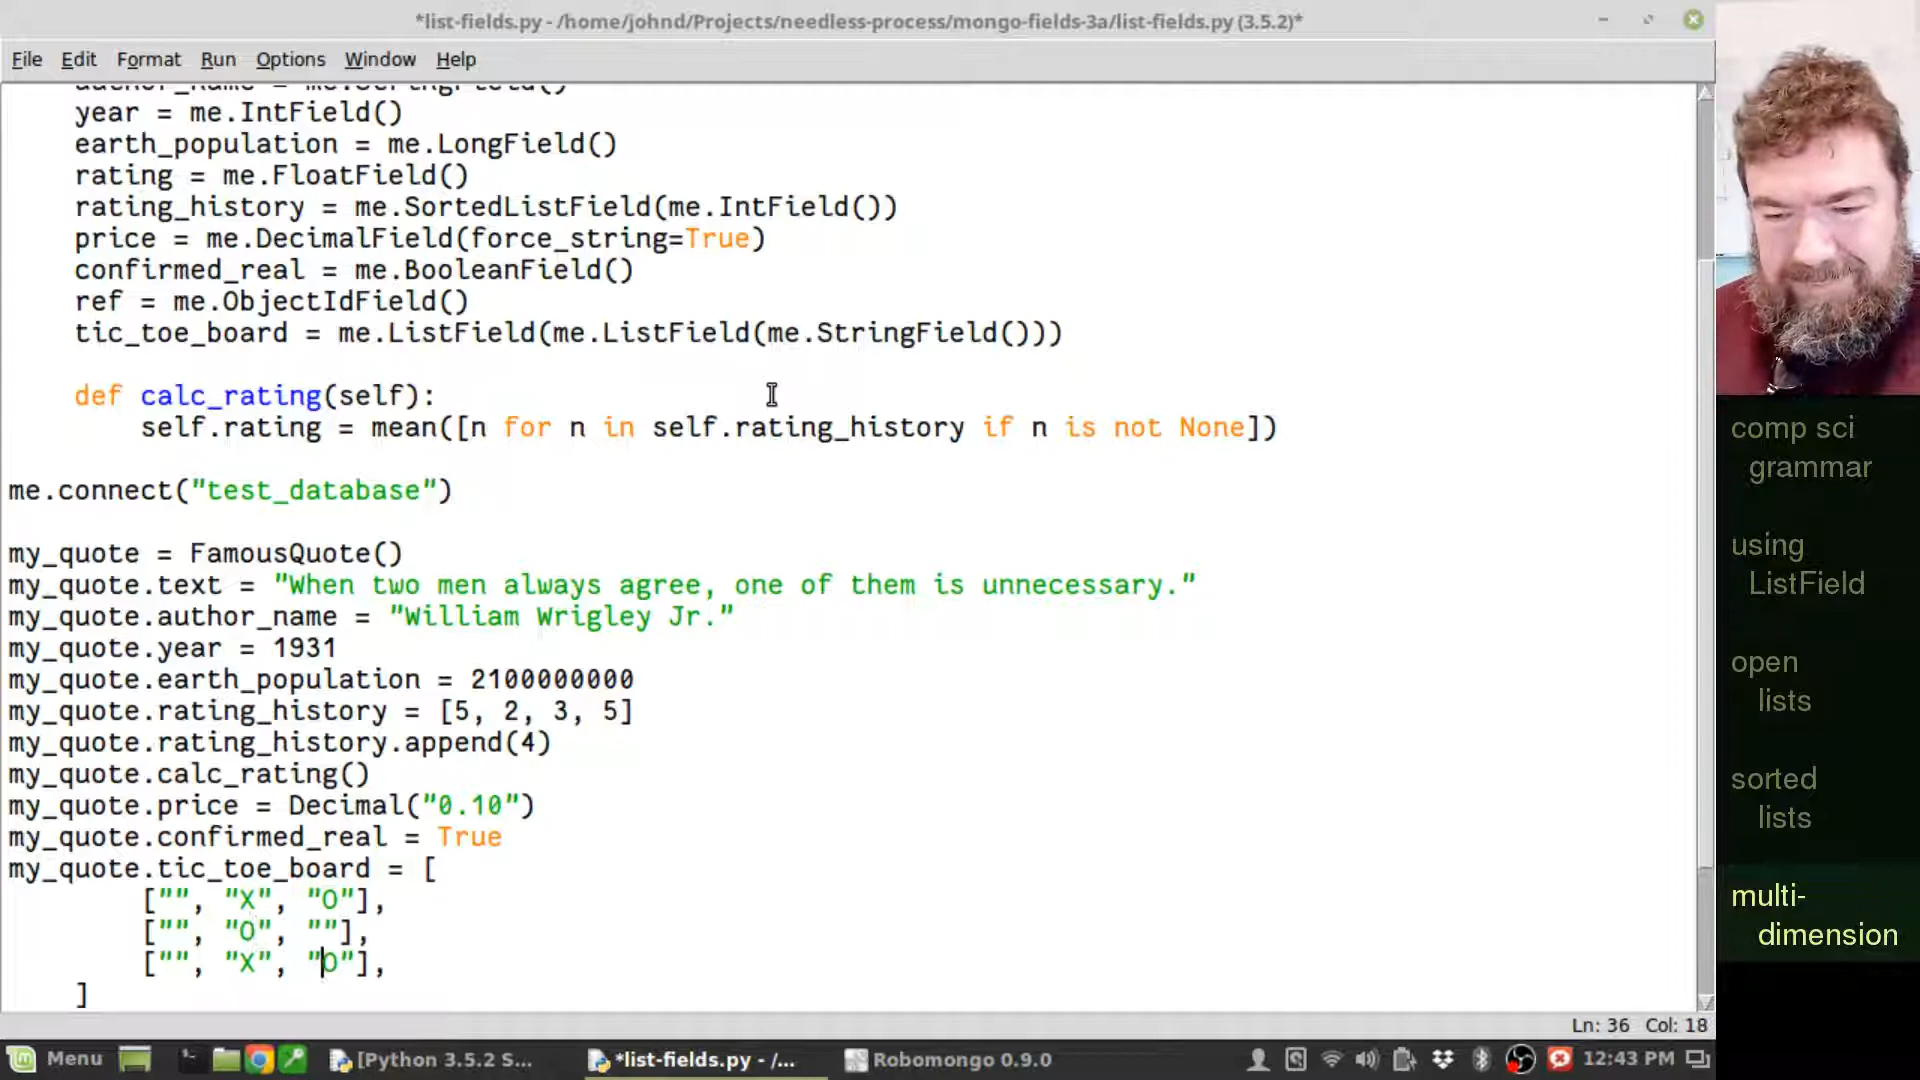 *list-fields.py - /home/johnd/Projects/needless-process/mongo-fields-3a/list-fields.py (3.5.2)*
File Edit Format Run Options Window Help
author_name = me.StringField()
year = me.IntField()
earth_population = me.LongField()
rating = me.FloatField()
rating_history = me.SortedListField(me.IntField())
price = me.DecimalField(force_string=True)
confirmed_real = me.BooleanField()
ref = me.ObjectIdField()
tic_toe_board = me.ListField(me.ListField(me.StringField()))
def calc_rating(self):
self.rating = mean([n for n in self.rating_history if n is not None])
me.connect("test_database")
my_quote = FamousQuote()
my_quote.text = "When two men always agree, one of them is unnecessary."
my_quote.author_name = "William Wrigley Jr."
my_quote.year = 1931
my_quote.earth_population = 2100000000
my_quote.rating_history = [5, 2, 3, 5]
my_quote.rating_history.append(4)
my_quote.calc_rating()
my_quote.price = Decimal("0.10")
my_quote.confirmed_real = True
my_quote.tic_toe_board = [
["", "X", "O"],
["", "O", ""],
["", "X", "O"],
]
Ln: 36 Col: 18
Menu [Python 3.5.2 S... *list-fields.py - /... Robomongo 0.9.0 12:43 PM
comp sci
grammar
using
ListField
open
lists
sorted
lists
multi-
dimension